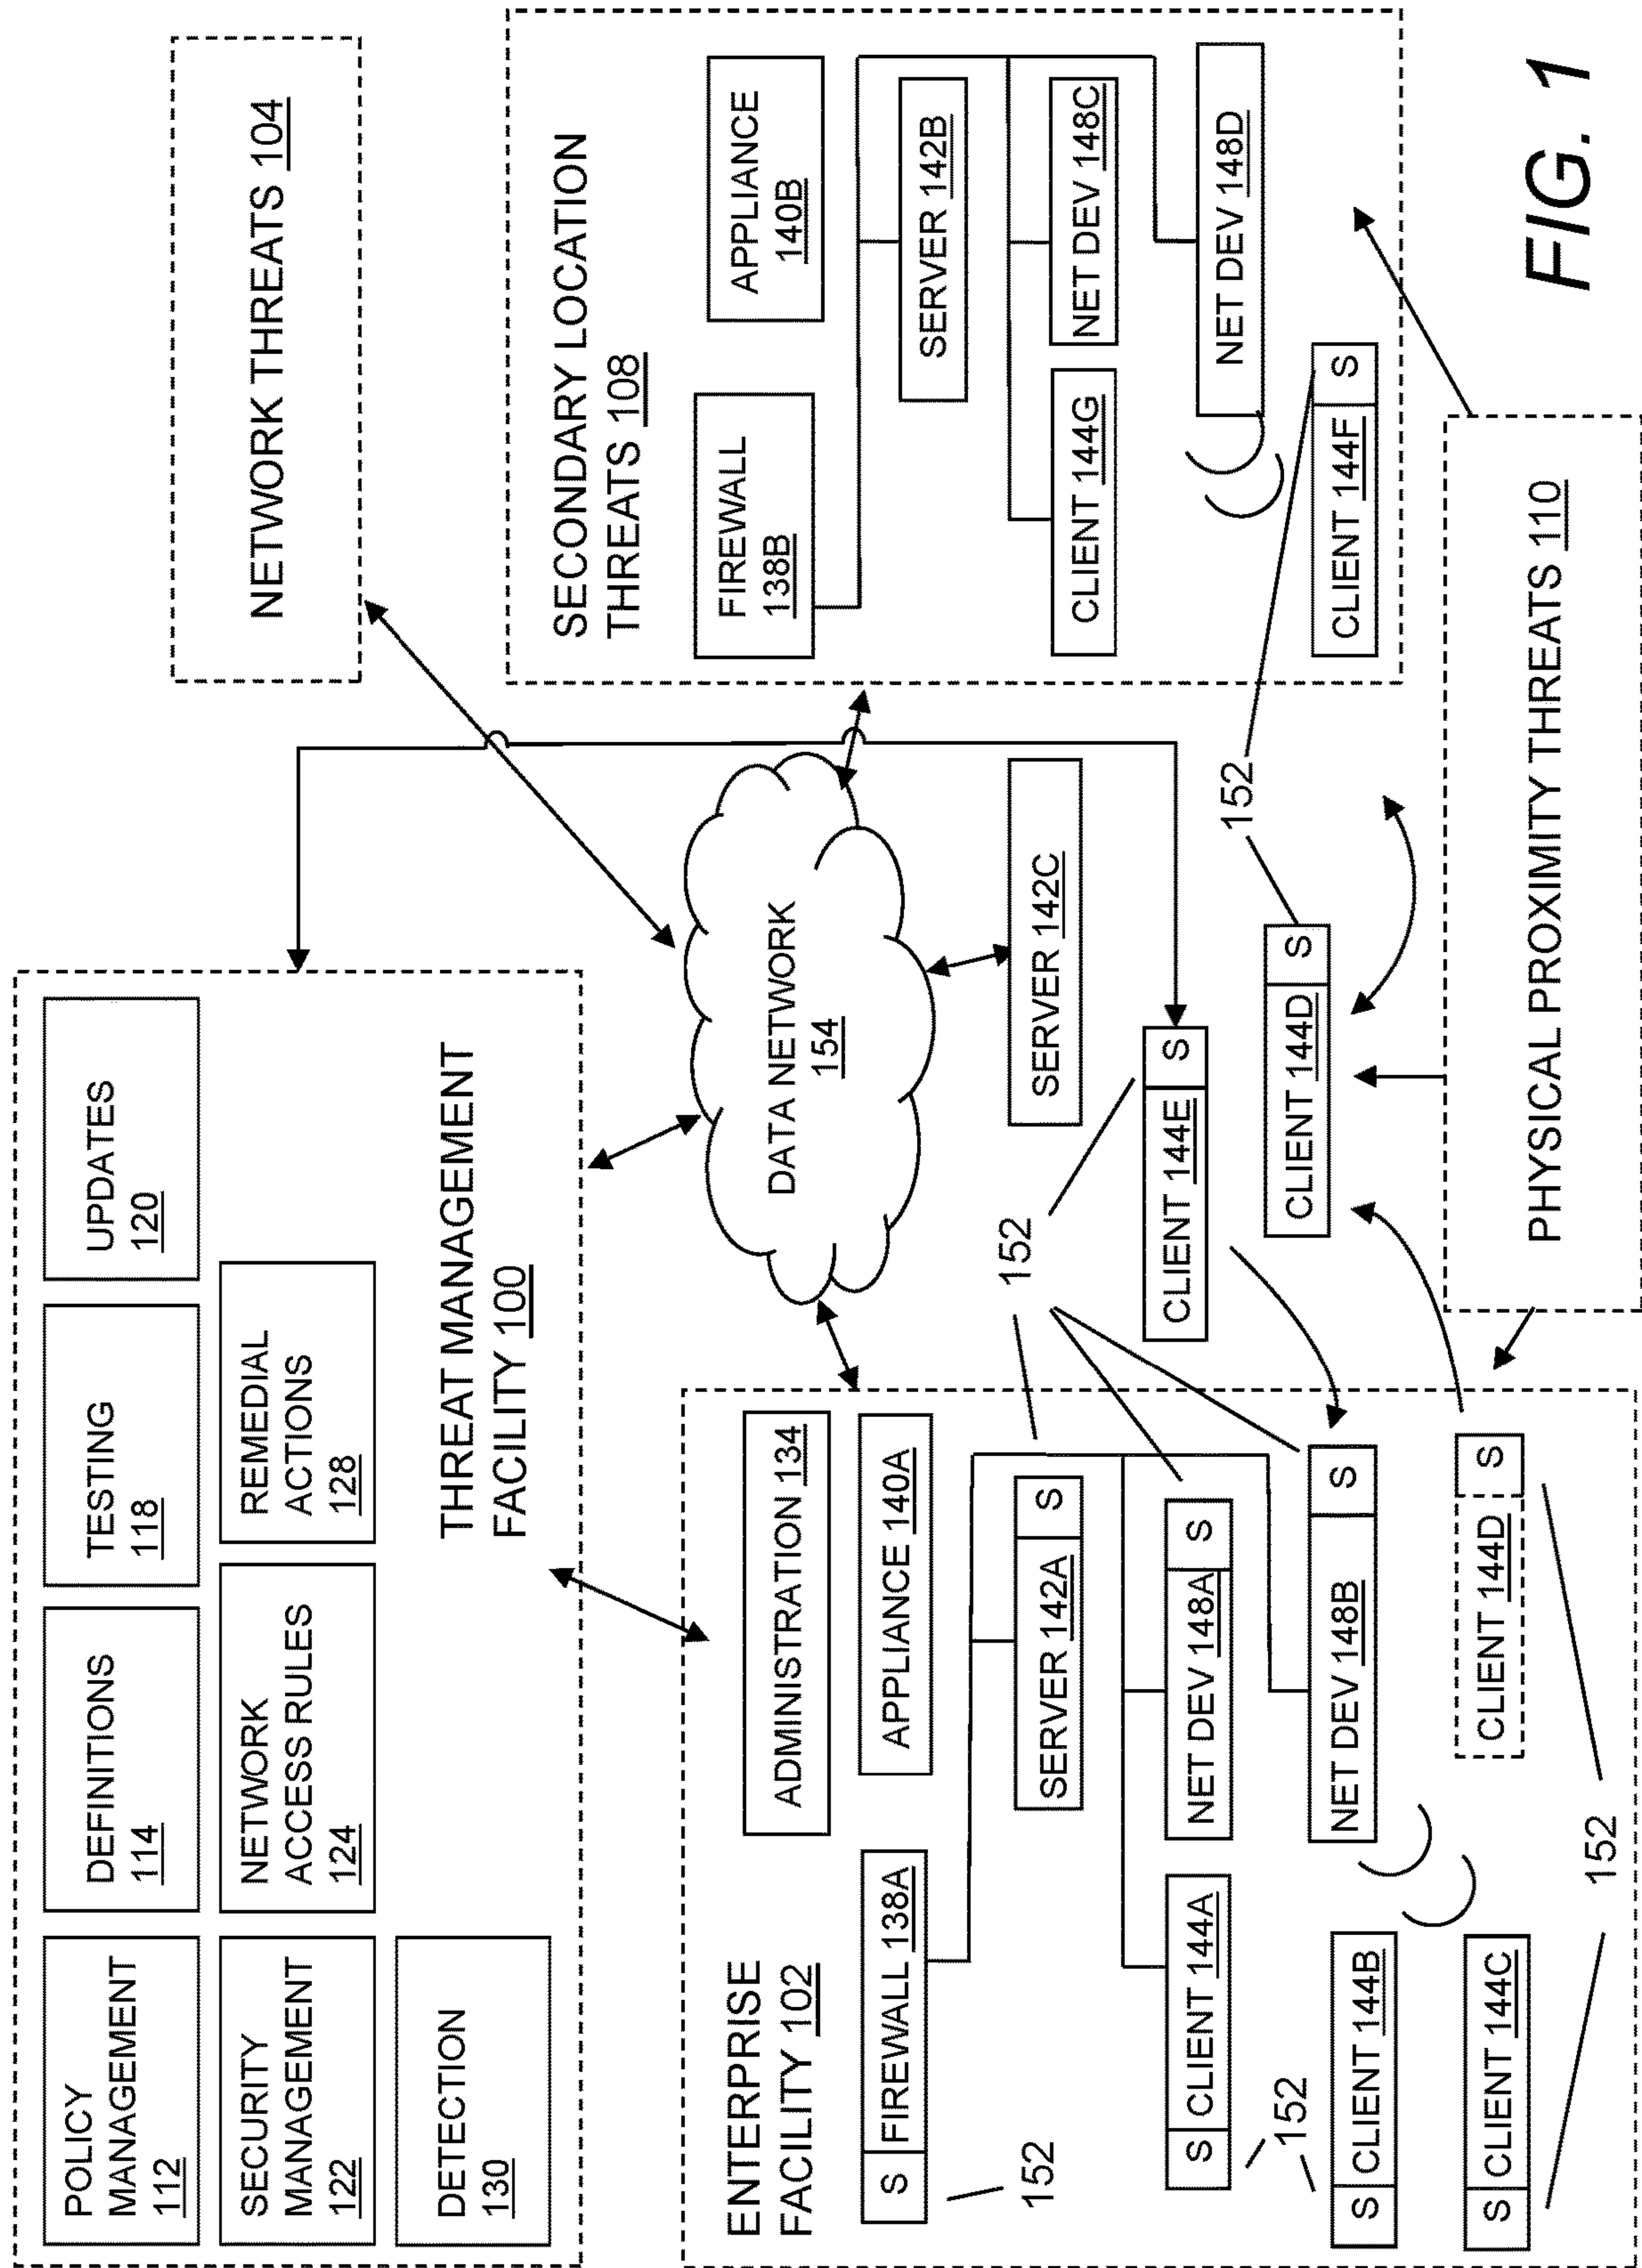 POLICY
MANAGEMENT
112
DEFINITIONS
114
TESTING
118
UPDATES
120
SECURITY
MANAGEMENT
122
NETWORK
ACCESS RULES
124
REMEDIAL
ACTIONS
128
DETECTION
130
THREAT MANAGEMENT
FACILITY 100
NETWORK THREATS 104
ENTERPRISE
FACILITY 102
ADMINISTRATION 134
S FIREWALL 138A
APPLIANCE 140A
152
SERVER 142A S
S CLIENT 144A
NET DEV 148A S
152
S CLIENT 144B
NET DEV 148B S
S CLIENT 144C
CLIENT 144D S
152
DATA NETWORK
154
SERVER 142C
152
CLIENT 144E S
CLIENT 144D S
152
SECONDARY LOCATION
THREATS 108
FIREWALL
138B
APPLIANCE
140B
SERVER 142B
CLIENT 144G
NET DEV 148C
NET DEV 148D
CLIENT 144F S
PHYSICAL PROXIMITY THREATS 110
FIG. 1